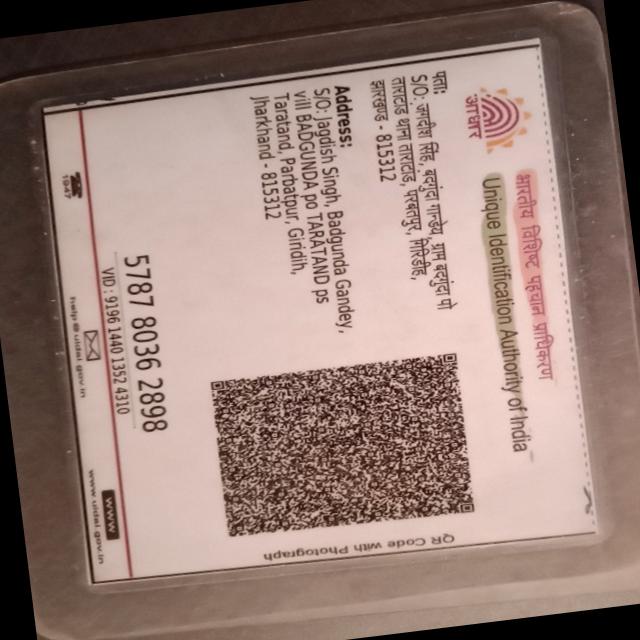 भारतीय विशिष्ट पहचान प्राधिकरण
Unique Identification Authority of India
आधार
पता:
S/O: जगदीश सिंह, बदगुंदा गान्डेय, ग्राम बदगुंदा पो
ताराटांड थाना ताराटांड, परबतपुर, गिरिडीह,
झारखण्ड - 815312
Address:
S/O: Jagdish Singh, Badgunda Gandey,
vill BADGUNDA po TARATAND ps
Taratand, Parbatpur, Giridih,
Jharkhand - 815312
QR Code with Photograph
5787 8036 2898
VID : 9196 1440 1352 4310
1947
help@uidai.gov.in
www
www.uidai.gov.in